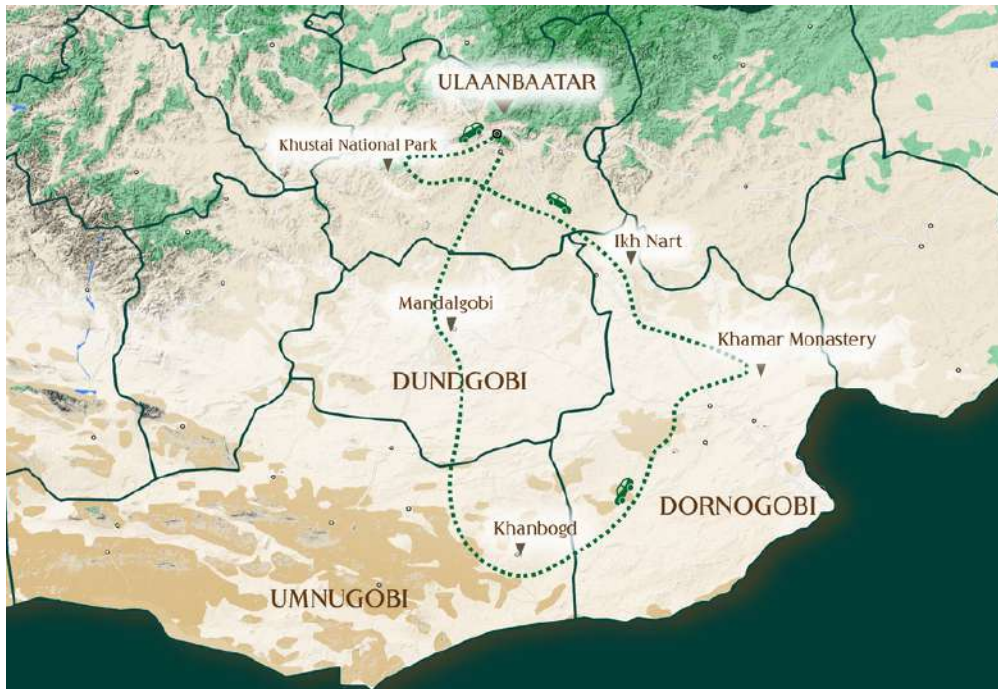 ULAANBAATAR
Khustai National Park
Ikh Nart
Mandalgobi
Khamar Monastery
DUNDGOBI
DORNOGOBI
Khanbogd
UMNUGOBI